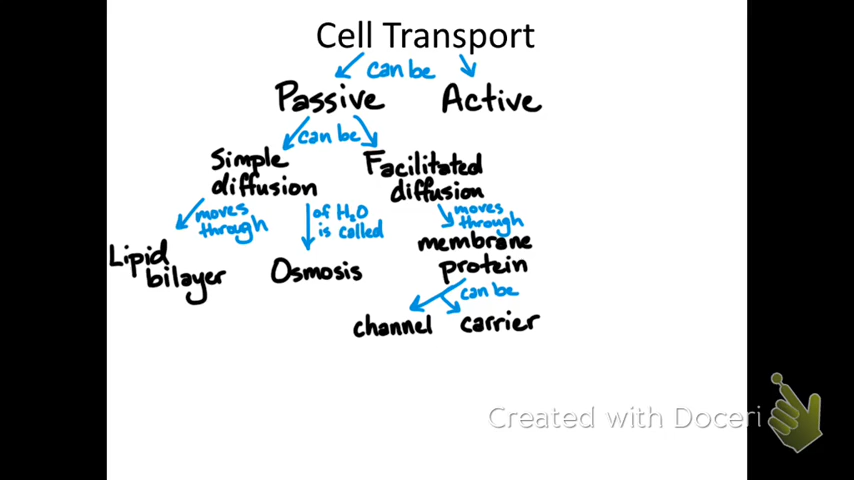 Cell Transport
can be
Passive Active
can be
Simple
diffusion
Facilitated
diffusion
moves
through
of H₂O
is called
moves
through
Lipid
bilayer
Osmosis
membrane
protein
can be
channel carrier
Created with Doceri